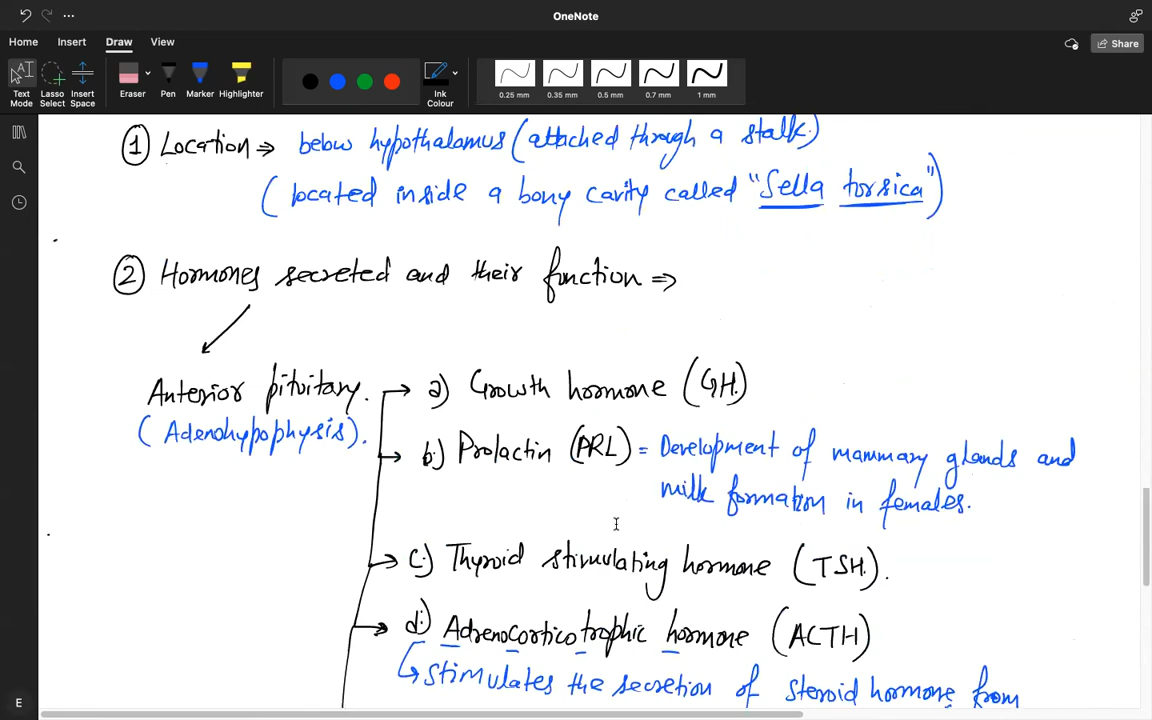 OneNote
Home Insert Draw View
Share
Text Mode
Lasso Select
Insert Space
Eraser
Pen
Marker
Highlighter
Ink Colour
0.25 mm 0.35 mm 0.5 mm 0.7 mm 1 mm
① Location ⇒ below hypothalamus (attached through a stalk.)
(located inside a bony cavity called "Sella torsica")
② Hormones secreted and their function ⇒
Anterior pituitary. → a) Growth hormone (GH.)
(Adenohypophysis).
→ b.) Prolactin (PRL) = Development of mammary glands and
milk formation in females.
→ c.) Thyroid stimulating hormone (TSH.).
→ d.) Adrenocorticotrophic hormone (ACTH)
↳ stimulates the secretion of steroid hormone from
E